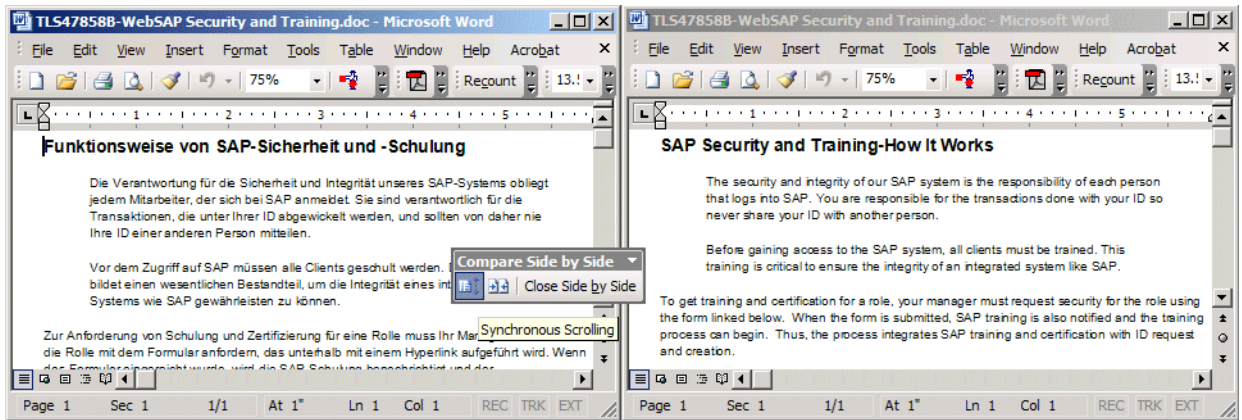 TLS47858B-WebSAP Security and Training.doc - Microsoft Word
File Edit View Insert Format Tools Table Window Help Acrobat
75% Recount 13.!
1 2 3 4 5
Funktionsweise von SAP-Sicherheit und -Schulung
Die Verantwortung für die Sicherheit und Integrität unseres SAP-Systems obliegt
jedem Mitarbeiter, der sich bei SAP anmeldet. Sie sind verantwortlich für die
Transaktionen, die unter Ihrer ID abgewickelt werden, und sollten von daher nie
Ihre ID einer anderen Person mitteilen.
Vor dem Zugriff auf SAP müssen alle Clients geschult werden.
bildet einen wesentlichen Bestandteil, um die Integrität eines
Systems wie SAP gewährleisten zu können.
Zur Anforderung von Schulung und Zertifizierung für eine Rolle muss Ihr
die Rolle mit dem Formular anfordern, das unterhalb mit einem Hyperlink aufgeführt wird. Wenn
Page 1 Sec 1 1/1 At 1" Ln 1 Col 1 REC TRK EXT
Compare Side by Side
Close Side by Side
Synchronous Scrolling
TLS47858B-WebSAP Security and Training.doc - Microsoft Word
File Edit View Insert Format Tools Table Window Help Acrobat
75% Recount 13.!
1 2 3 4 5
SAP Security and Training-How It Works
The security and integrity of our SAP system is the responsibility of each person
that logs into SAP. You are responsible for the transactions done with your ID so
never share your ID with another person.
Before gaining access to the SAP system, all clients must be trained. This
training is critical to ensure the integrity of an integrated system like SAP.
To get training and certification for a role, your manager must request security for the role using
the form linked below. When the form is submitted, SAP training is also notified and the training
process can begin. Thus, the process integrates SAP training and certification with ID request
and creation.
Page 1 Sec 1 1/1 At 1" Ln 1 Col 1 REC TRK EXT